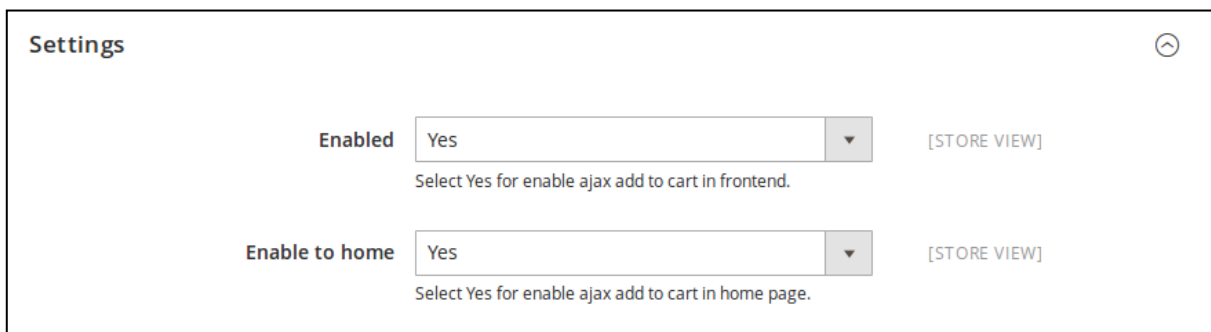 Settings
Enabled Yes [STORE VIEW]
Select Yes for enable ajax add to cart in frontend.
Enable to home Yes [STORE VIEW]
Select Yes for enable ajax add to cart in home page.